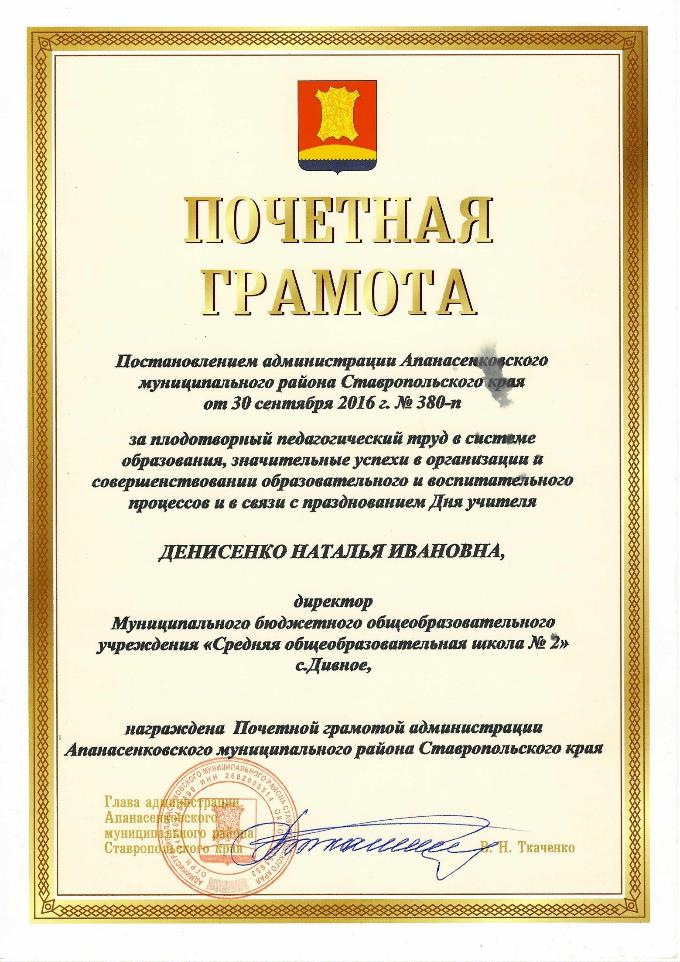 ПОЧЕТНАЯ
ГРАМОТА
Постановлением администрации Апанасенковского
муниципального района Ставропольского края
от 30 сентября 2016 г. № 380-п
за плодотворный педагогический труд в системе
образования, значительные успехи в организации и
совершенствовании образовательного и воспитательного
процессов и в связи с празднованием Дня учителя
ДЕНИСЕНКО НАТАЛЬЯ ИВАНОВНА,
директор
Муниципального бюджетного общеобразовательного
учреждения «Средняя общеобразовательная школа № 2»
с.Дивное,
награждена Почетной грамотой администрации
Апанасенковского муниципального района Ставропольского края
Глава администрации
Апанасенковского
муниципального района
Ставропольского края
В. Н. Ткаченко